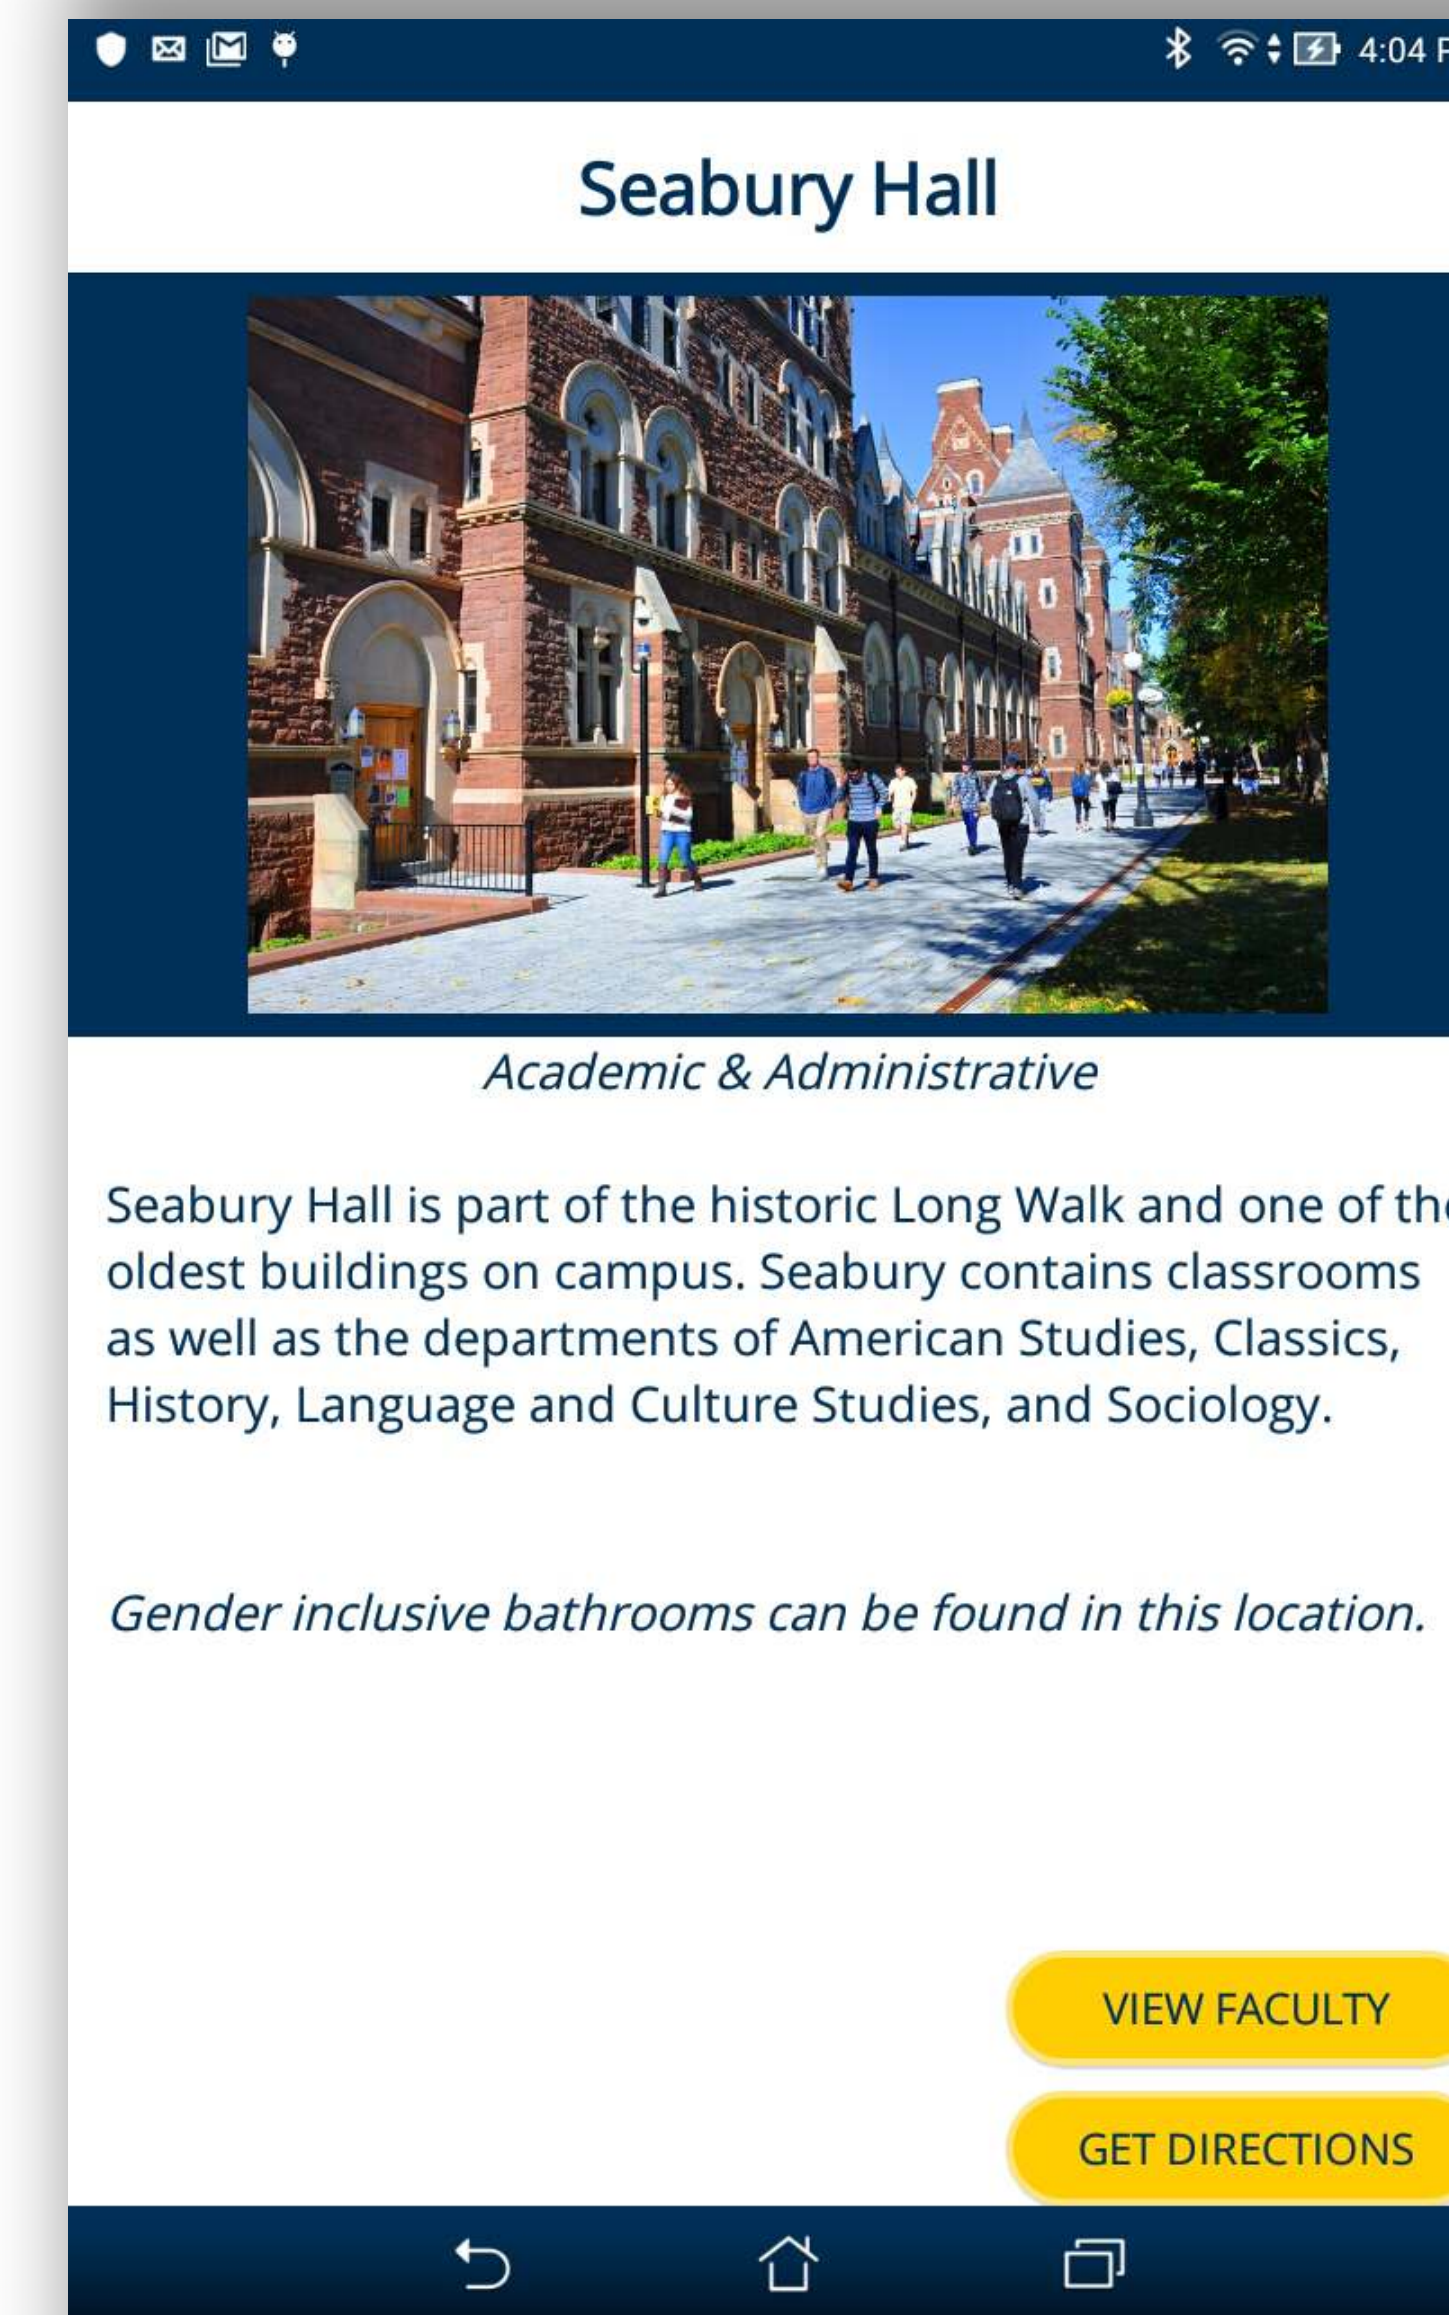 4:04 P
Seabury Hall
Academic & Administrative
Seabury Hall is part of the historic Long Walk and one of the
oldest buildings on campus. Seabury contains classrooms
as well as the departments of American Studies, Classics,
History, Language and Culture Studies, and Sociology.
Gender inclusive bathrooms can be found in this location.
VIEW FACULTY
GET DIRECTIONS